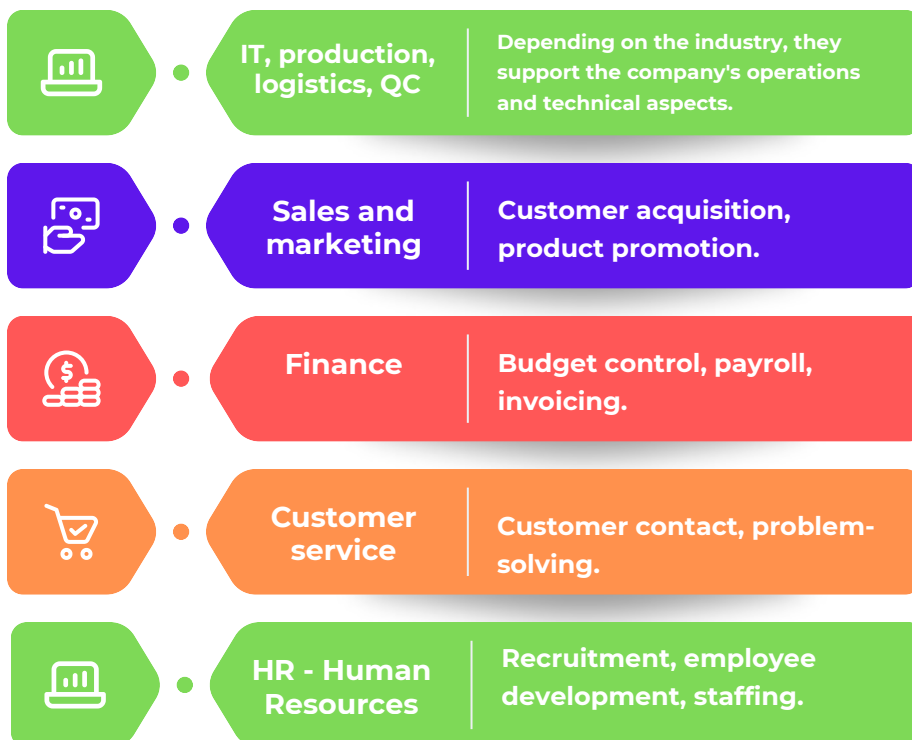 IT, production,
logistics, QC
Depending on the industry, they
support the company's operations
and technical aspects.
Sales and
marketing
Customer acquisition,
product promotion.
Finance
Budget control, payroll,
invoicing.
Customer
service
Customer contact, problem-
solving.
HR - Human
Resources
Recruitment, employee
development, staffing.